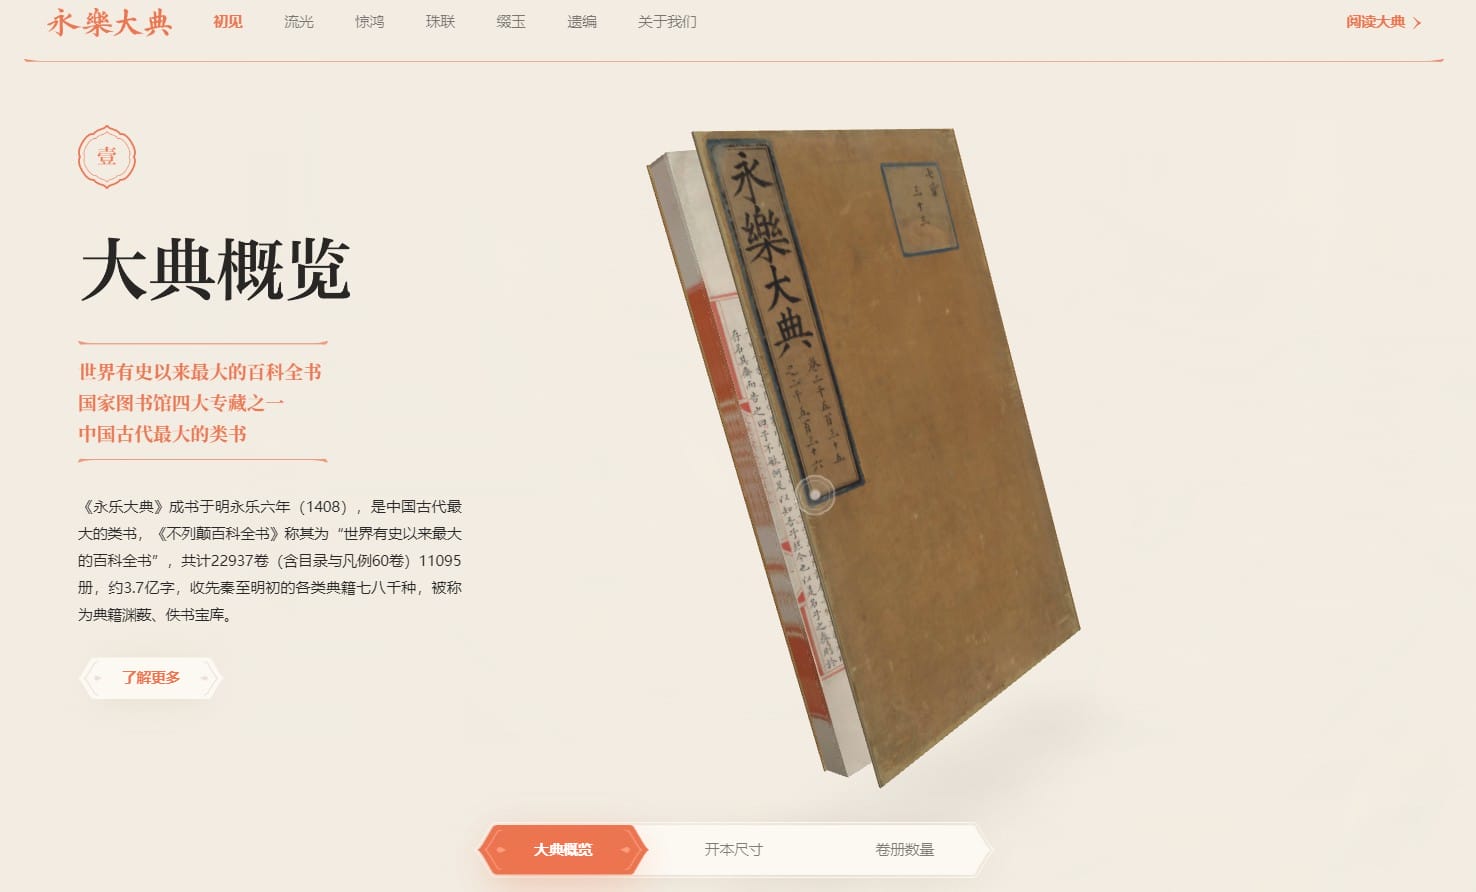 永樂大典
初见
流光
惊鸿
珠联
缀玉
遗编
关于我们
阅读大典
壹
大典概览
世界有史以来最大的百科全书
国家图书馆四大专藏之一
中国古代最大的类书
《永乐大典》成书于明永乐六年（1408），是中国古代最
大的类书，《不列颠百科全书》称其为“世界有史以来最大
的百科全书”，共计22937卷（含目录与凡例60卷）11095
册，约3.7亿字，收先秦至明初的各类典籍七八千种，被称
为典籍渊薮、佚书宝库。
了解更多
永樂大典
卷二千五百三十五
之二千五百三十六
大典概览
开本尺寸
卷册数量